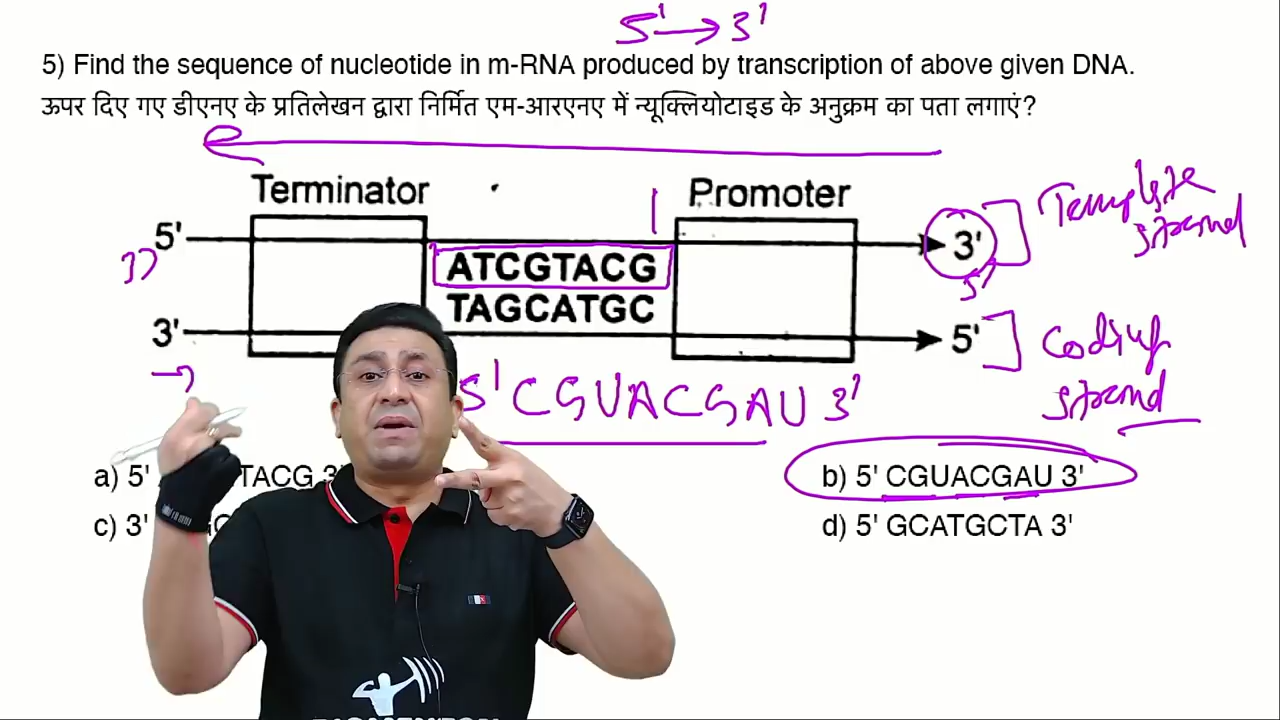 5' → 3'
5) Find the sequence of nucleotide in m-RNA produced by transcription of above given DNA.
ऊपर दिए गए डीएनए के प्रतिलेखन द्वारा निर्मित एम-आरएनए में न्यूक्लियोटाइड के अनुक्रम का पता लगाएं?
Terminator Promoter
Template strand
5' 3'
ATCGTACG
TAGCATGC
3' 5'
Coding strand
5' CGUACGAU 3'
a) 5' TACG 3' b) 5' CGUACGAU 3'
c) 3' d) 5' GCATGCTA 3'